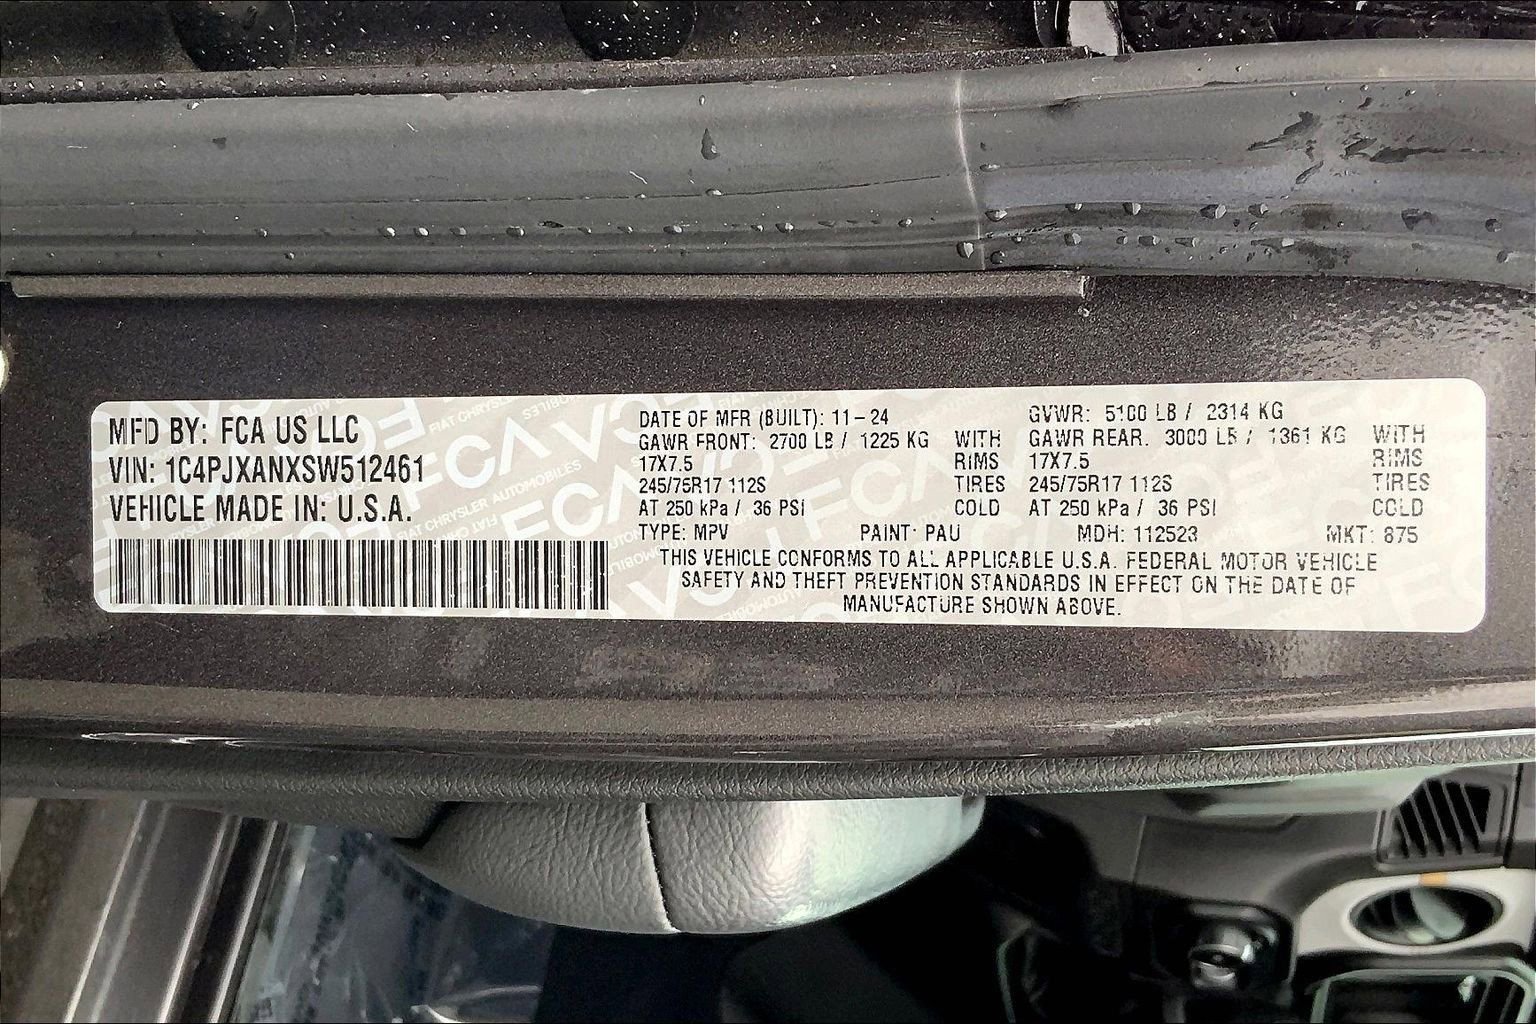 MFD BY: FCA US LLC
VIN: 1C4PJXANXSW512461
VEHICLE MADE IN: U.S.A.
DATE OF MFR (BUILT): 11-24
GAWR FRONT: 2700 LB / 1225 KG WITH
17X7.5 RIMS
245/75R17 112S TIRES
AT 250 kPa / 36 PSI COLD
GVWR: 5100 LB / 2314 KG
GAWR REAR. 3000 LB / 1361 KG WITH
17X7.5 RIMS
245/75R17 112S TIRES
AT 250 kPa / 36 PSI COLD
TYPE: MPV PAINT: PAU MDH: 112523 MKT: 875
THIS VEHICLE CONFORMS TO ALL APPLICABLE U.S.A. FEDERAL MOTOR VEHICLE
SAFETY AND THEFT PREVENTION STANDARDS IN EFFECT ON THE DATE OF
MANUFACTURE SHOWN ABOVE.